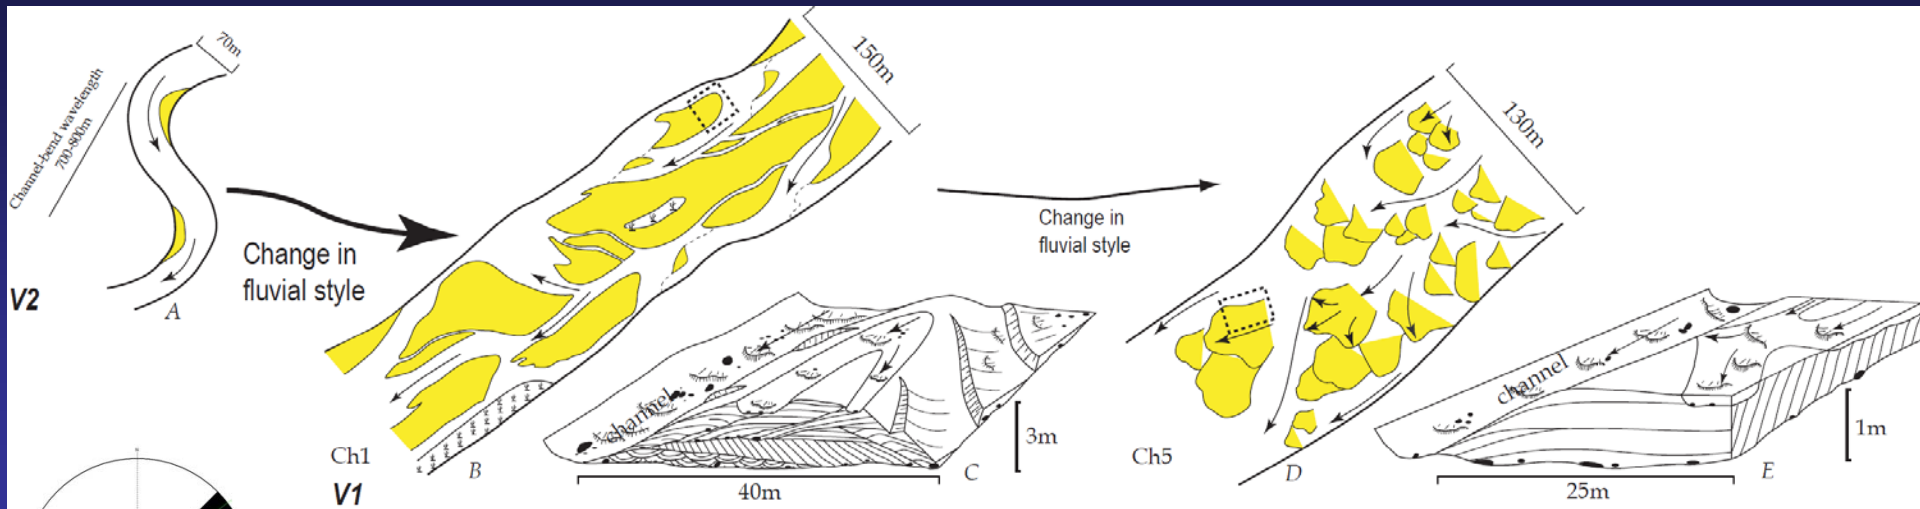 70m
Channel-bend wavelength
700-800m
V2
A
Change in
fluvial style
150m
Ch1
V1
B
channel
3m
C
40m
Change in
fluvial style
130m
Ch5
D
channel
1m
E
25m